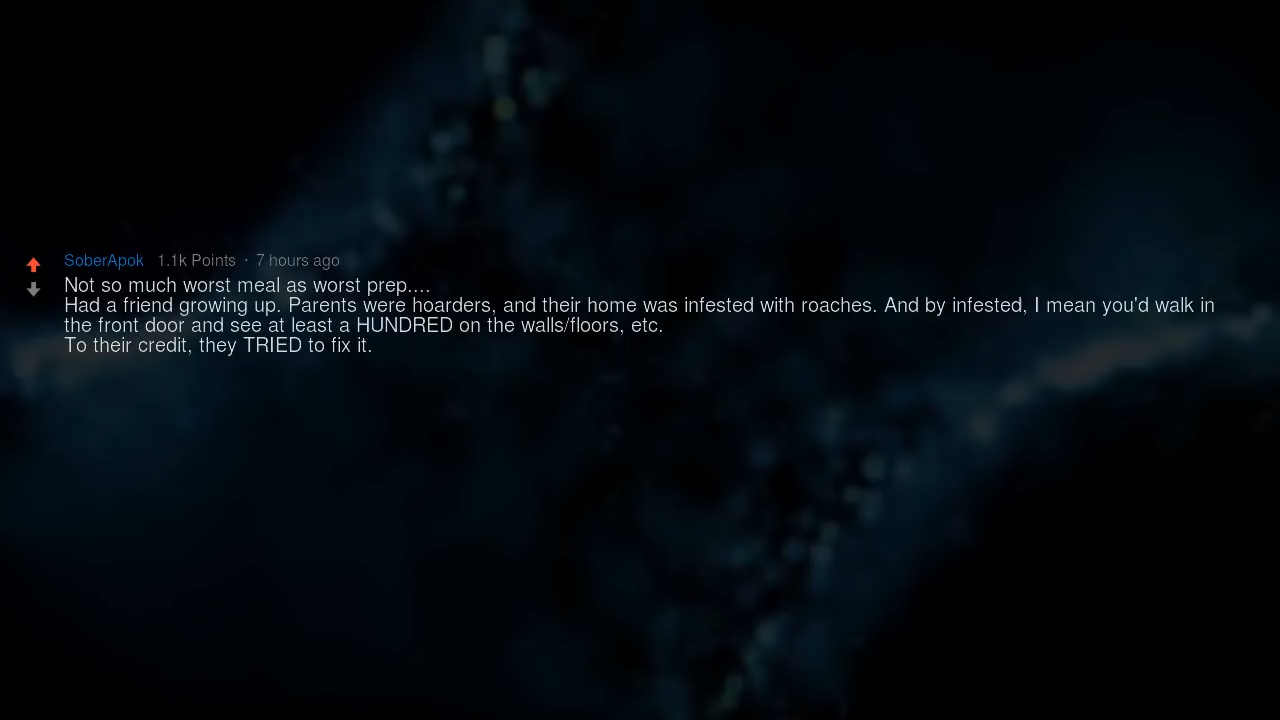 SoberApok 1.1k Points · 7 hours ago
Not so much worst meal as worst prep....
Had a friend growing up. Parents were hoarders, and their home was infested with roaches. And by infested, I mean you'd walk in
the front door and see at least a HUNDRED on the walls/floors, etc.
To their credit, they TRIED to fix it.